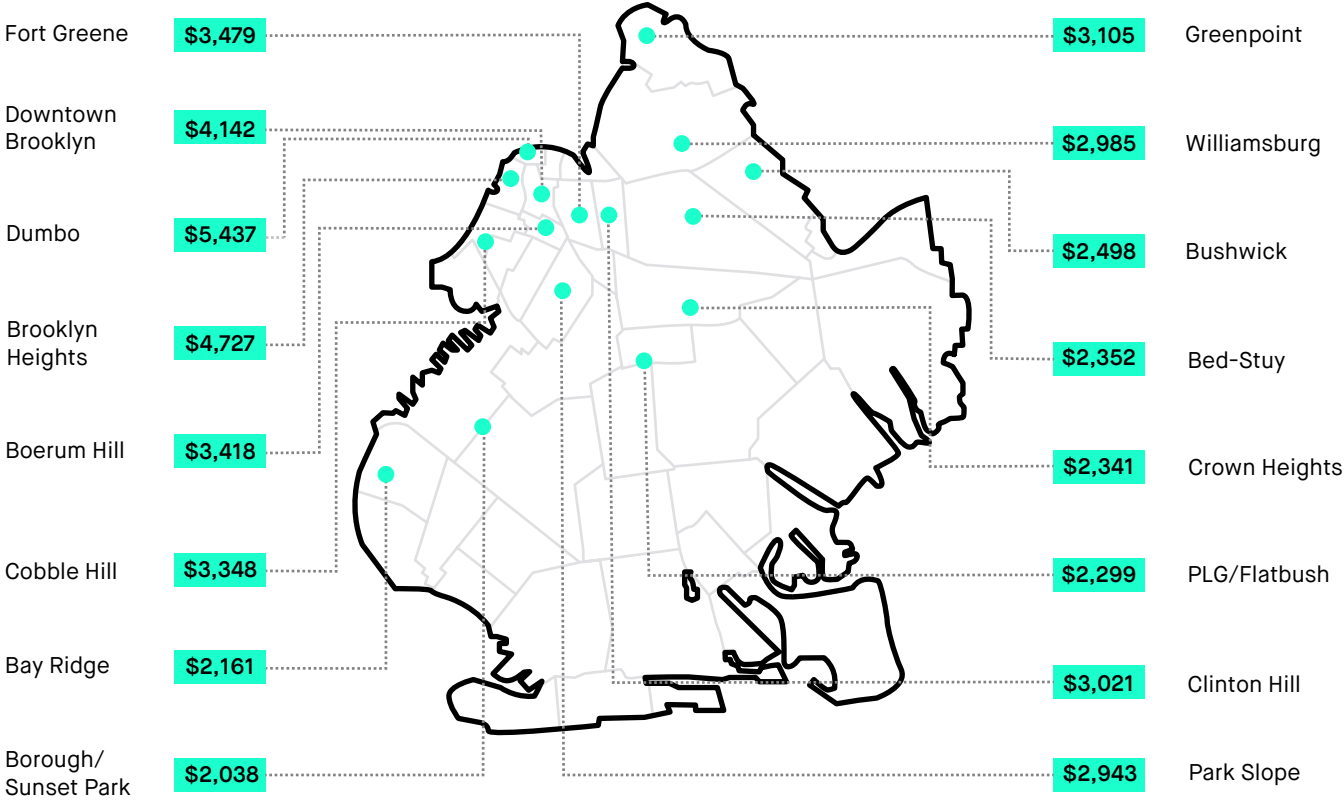 Fort Greene
$3,479
Downtown
Brooklyn
$4,142
Dumbo
$5,437
Brooklyn
Heights
$4,727
Boerum Hill
$3,418
Cobble Hill
$3,348
Bay Ridge
$2,161
Borough/
Sunset Park
$2,038
$3,105
Greenpoint
$2,985
Williamsburg
$2,498
Bushwick
$2,352
Bed-Stuy
$2,341
Crown Heights
$2,299
PLG/Flatbush
$3,021
Clinton Hill
$2,943
Park Slope